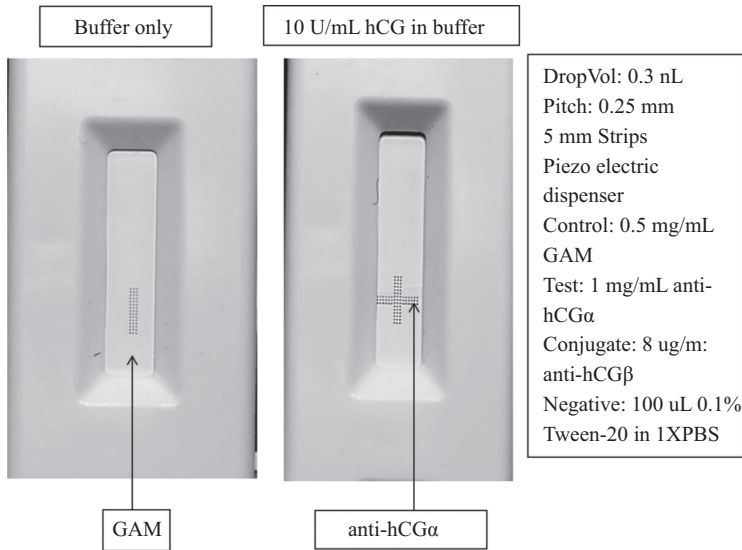 Buffer only
10 U/mL hCG in buffer
DropVol: 0.3 nL
Pitch: 0.25 mm
5 mm Strips
Piezo electric
dispenser
Control: 0.5 mg/mL
GAM
Test: 1 mg/mL anti-
hCGα
Conjugate: 8 ug/m:
anti-hCGβ
Negative: 100 uL 0.1%
Tween-20 in 1XPBS
GAM
anti-hCGα